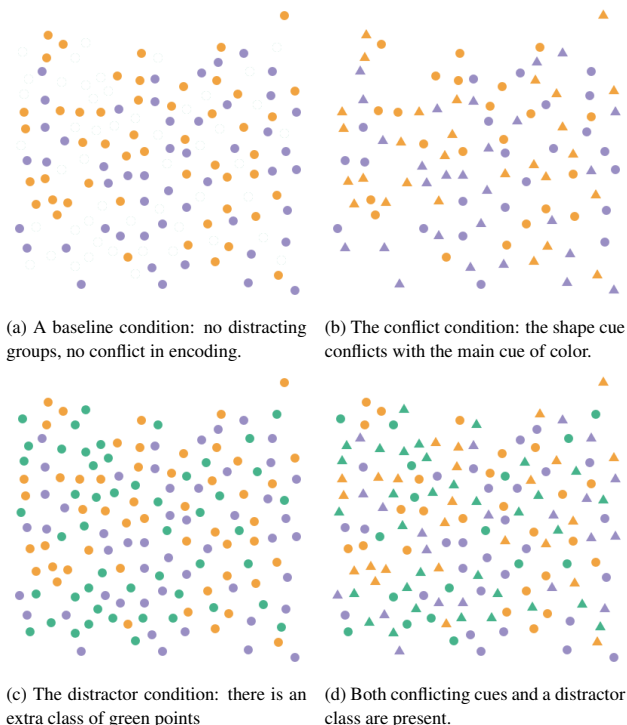 (a) A baseline condition: no distracting
groups, no conflict in encoding.
(b) The conflict condition: the shape cue
conflicts with the main cue of color.
(c) The distractor condition: there is an
extra class of green points
(d) Both conflicting cues and a distractor
class are present.